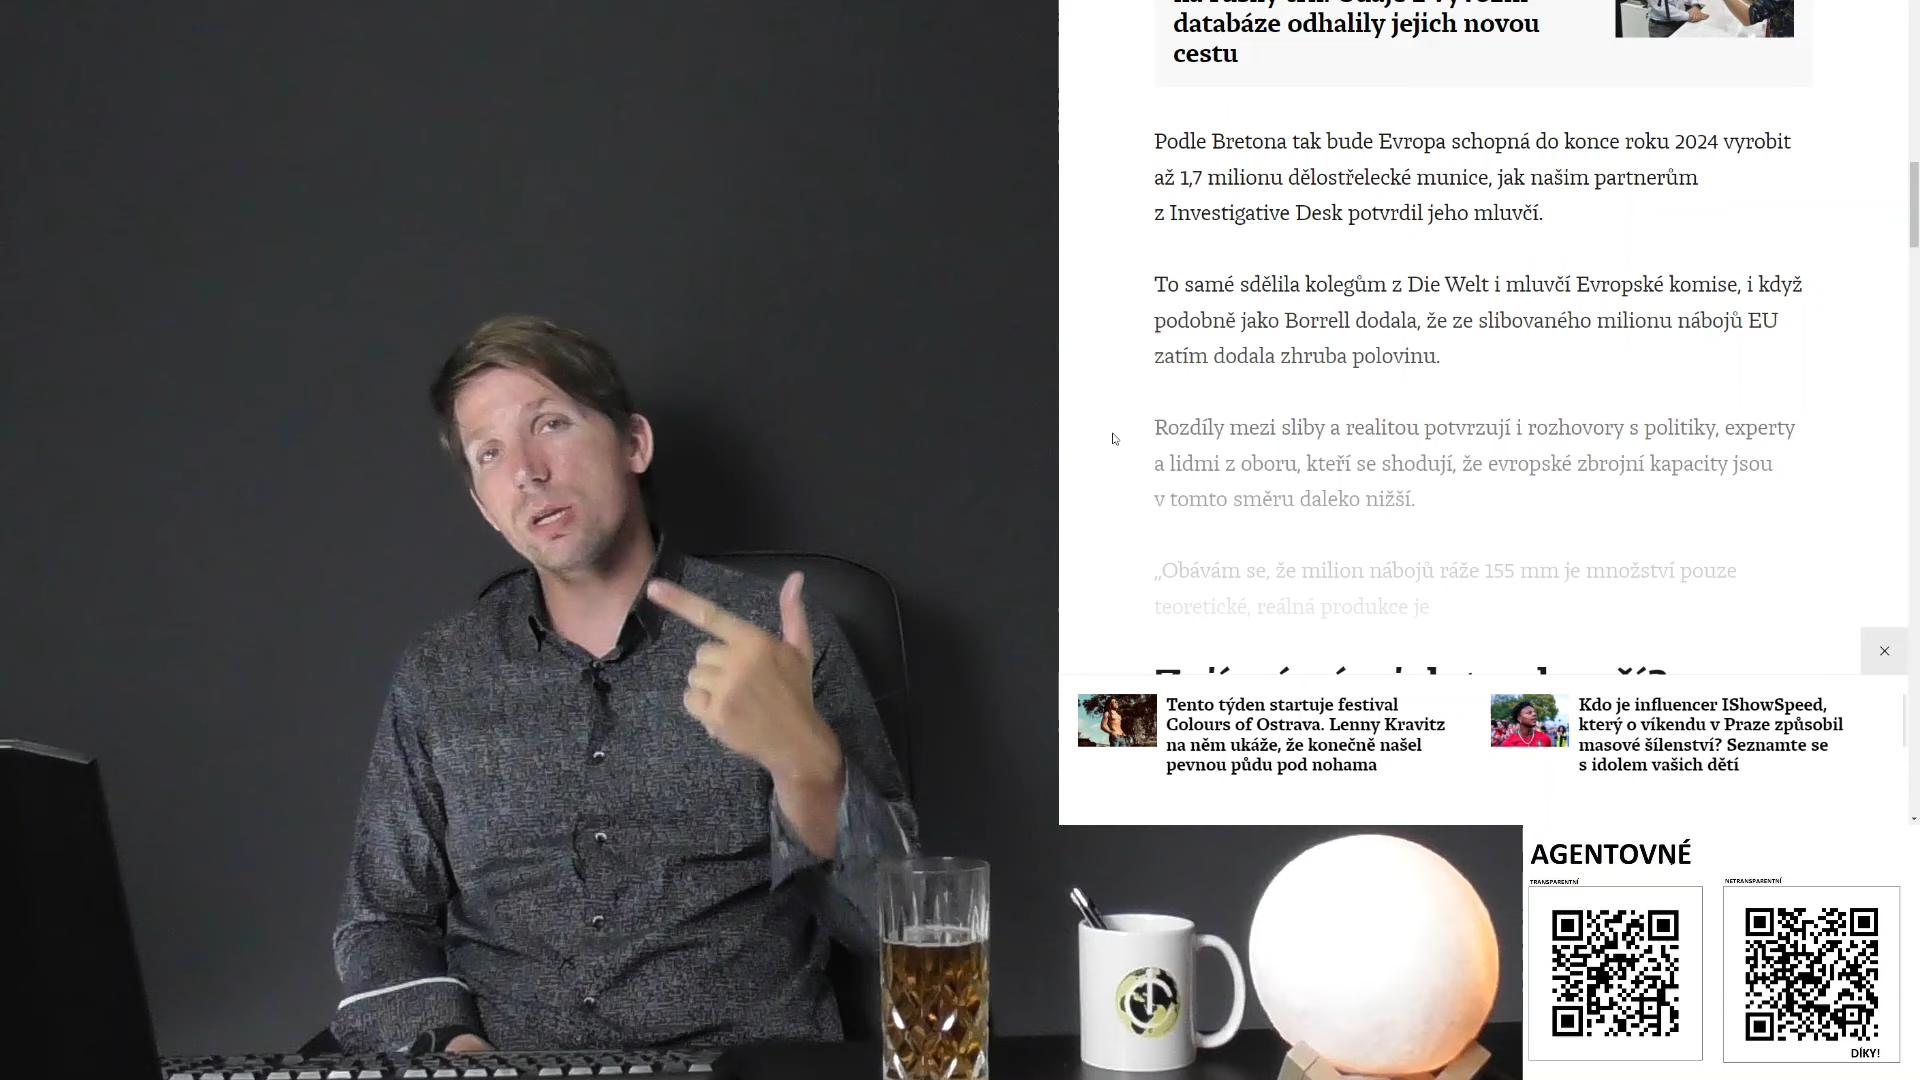 databáze odhalily jejich novou
cestu
Podle Bretona tak bude Evropa schopná do konce roku 2024 vyrobit
až 1,7 milionu dělostřelecké munice, jak našim partnerům
z Investigative Desk potvrdil jeho mluvčí.
To samé sdělila kolegům z Die Welt i mluvčí Evropské komise, i když
podobně jako Borrell dodala, že ze slibovaného milionu nábojů EU
zatím dodala zhruba polovinu.
Rozdíly mezi sliby a realitou potvrzují i rozhovory s politiky, experty
a lidmi z oboru, kteří se shodují, že evropské zbrojní kapacity jsou
v tomto směru daleko nižší.
„Obávám se, že milion nábojů ráže 155 mm je množství pouze
teoretické, reálná produkce je
Tento týden startuje festival
Colours of Ostrava. Lenny Kravitz
na něm ukáže, že konečně našel
pevnou půdu pod nohama
Kdo je influencer IShowSpeed,
který o víkendu v Praze způsobil
masové šílenství? Seznamte se
s idolem vašich dětí
AGENTOVNÉ
TRANSPARENTNÍ
NETRANSPARENTNÍ
DÍKY!